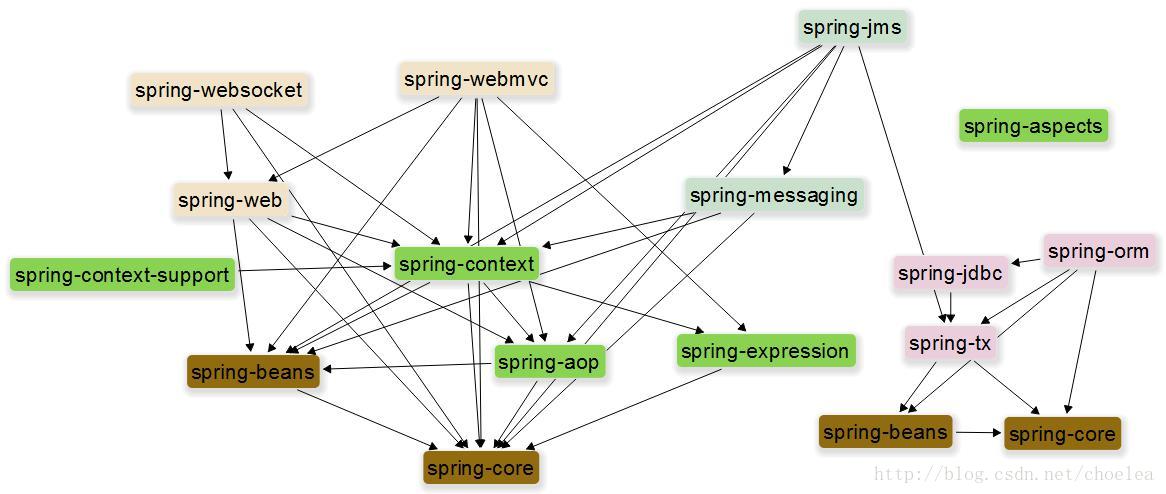 spring-jms
spring-webmvc
spring-websocket
spring-aspects
spring-web
spring-messaging
spring-orm
spring-context
spring-context-support
spring-jdbc
spring-tx
spring-expression
spring-aop
spring-beans
spring-beans
spring-core
spring-core
http://blog.csdn.net/choelea